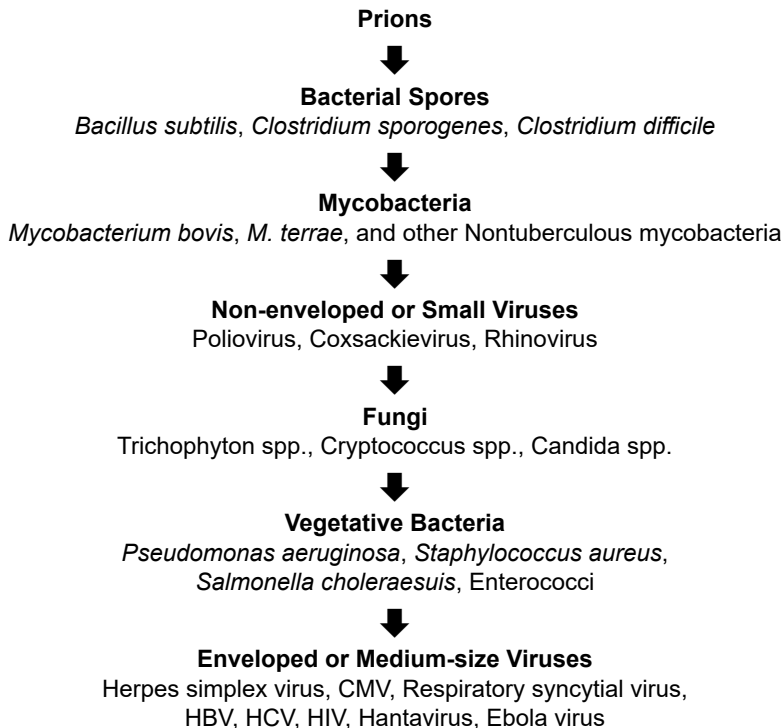 Prions
Bacterial Spores
Bacillus subtilis, Clostridium sporogenes, Clostridium difficile
Mycobacteria
Mycobacterium bovis, M. terrae, and other Nontuberculous mycobacteria
Non-enveloped or Small Viruses
Poliovirus, Coxsackievirus, Rhinovirus
Fungi
Trichophyton spp., Cryptococcus spp., Candida spp.
Vegetative Bacteria
Pseudomonas aeruginosa, Staphylococcus aureus,
Salmonella choleraesuis, Enterococci
Enveloped or Medium-size Viruses
Herpes simplex virus, CMV, Respiratory syncytial virus,
HBV, HCV, HIV, Hantavirus, Ebola virus